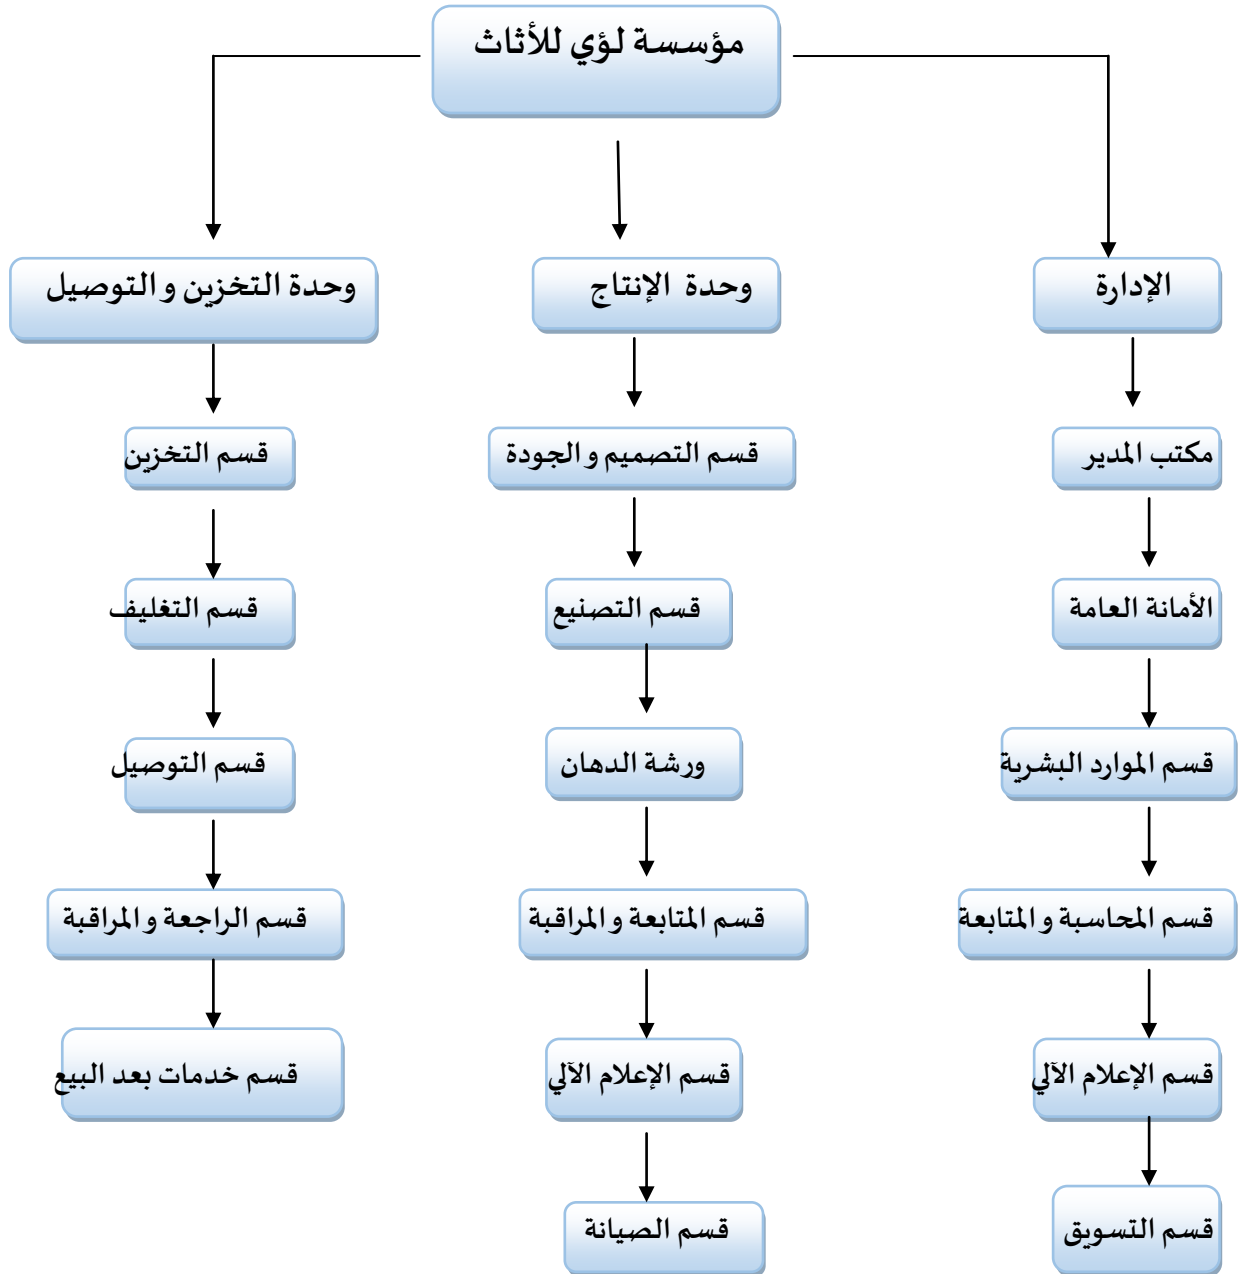 مؤسسة لؤي للأثاث
الإدارة
وحدة الإنتاج
وحدة التخزين و التوصيل
مكتب المدير
قسم التصميم و الجودة
قسم التخزين
الأمانة العامة
قسم التصنيع
قسم التغليف
قسم الموارد البشرية
ورشة الدهان
قسم التوصيل
قسم المحاسبة و المتابعة
قسم المتابعة و المراقبة
قسم الراجعة و المراقبة
قسم الإعلام الآلي
قسم الإعلام الآلي
قسم خدمات بعد البيع
قسم التسويق
قسم الصيانة